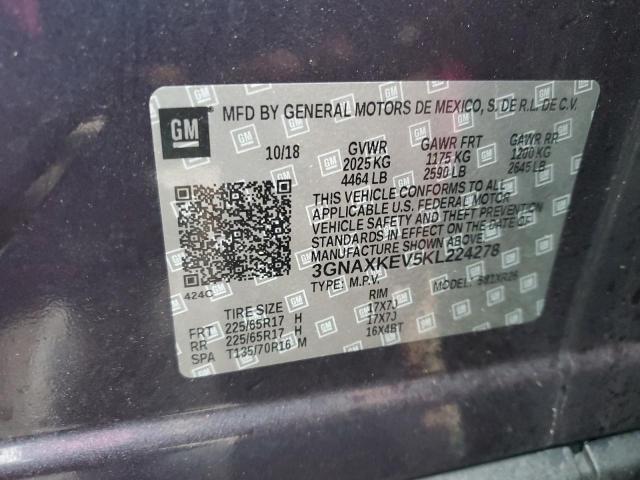 GM MFD BY GENERAL MOTORS DE MEXICO, S. DE R.L. DE C.V.
10/18 GVWR GAWR FRT GAWR RR
2025 KG 1175 KG 1200 KG
4464 LB 2590 LB 2645 LB
THIS VEHICLE CONFORMS TO ALL
APPLICABLE U.S. FEDERAL MOTOR
VEHICLE SAFETY AND THEFT PREVENTION
STANDARDS IN EFFECT ON THE DATE OF
MANUFACTURE SHOWN ABOVE.
3GNAXKEV5KL224278
424C TYPE: M.P.V. MODEL:
TIRE SIZE RIM
FRT 225/65R17 H 17X7J
RR 225/65R17 H 17X7J
SPA T135/70R16 M 16X4BT